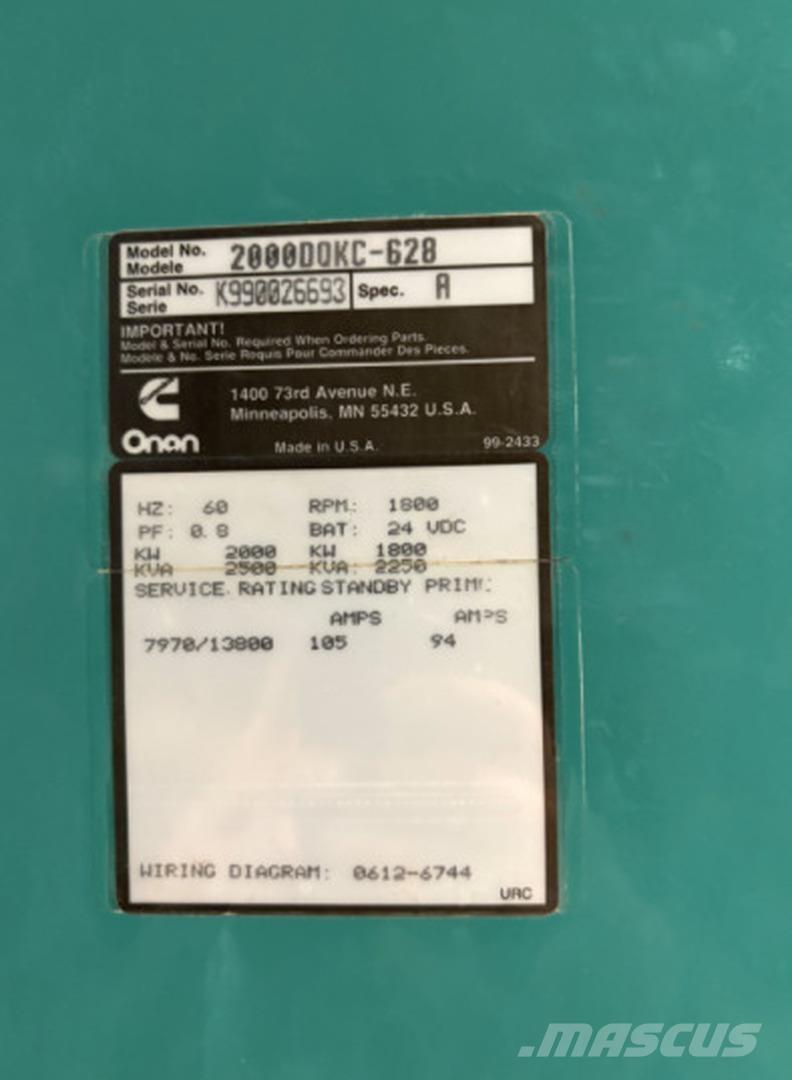 Model No. 2000DQKC-628
Modele
Serial No. K990026693 Spec. A
Serie
IMPORTANT!
Model & Serial No. Required When Ordering Parts.
Modele & No. Serie Roquis Pour Commander Des Pieces.
1400 73rd Avenue N.E.
Minneapolis, MN 55432 U.S.A.
Onan
Made in U.S.A.
99-2433
HZ: 60 RPM: 1800
PF: 0.8 BAT: 24 VDC
KW 2000 KW 1800
KVA 2500 KVA: 2250
SERVICE RATING STANDBY PRIME
AMPS AMPS
7970/13800 105 94
WIRING DIAGRAM: 0612-6744
VAC
.MASCUS